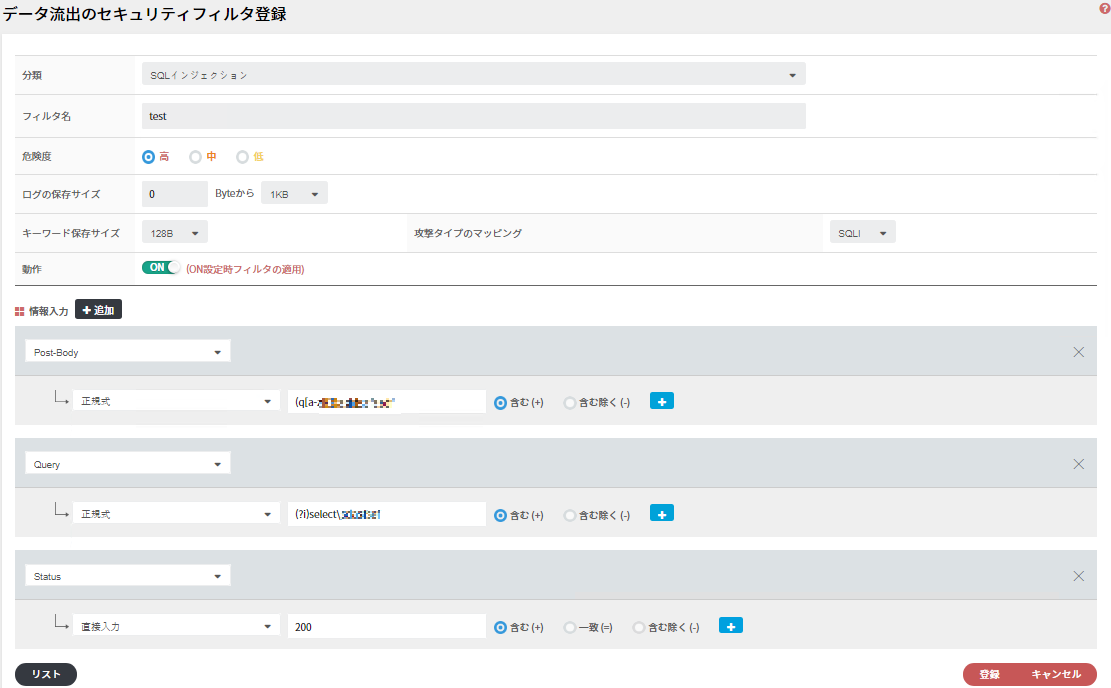 データ流出のセキュリティフィルタ登録
分類 SQLインジェクション
フィルタ名 test
危険度 高 中 低
ログの保存サイズ 0 Byteから 1KB
キーワード保存サイズ 128B 攻撃タイプのマッピング SQLI
動作 ON (ON設定時フィルタの適用)
情報入力 + 追加
Post-Body
正規式 (q[a- 含む (+) 含む除く (-) +
Query
正規式 (?i)select\ 含む (+) 含む除く (-) +
Status
直接入力 200 含む (+) 一致 (=) 含む除く (-) +
リスト 登録 キャンセル